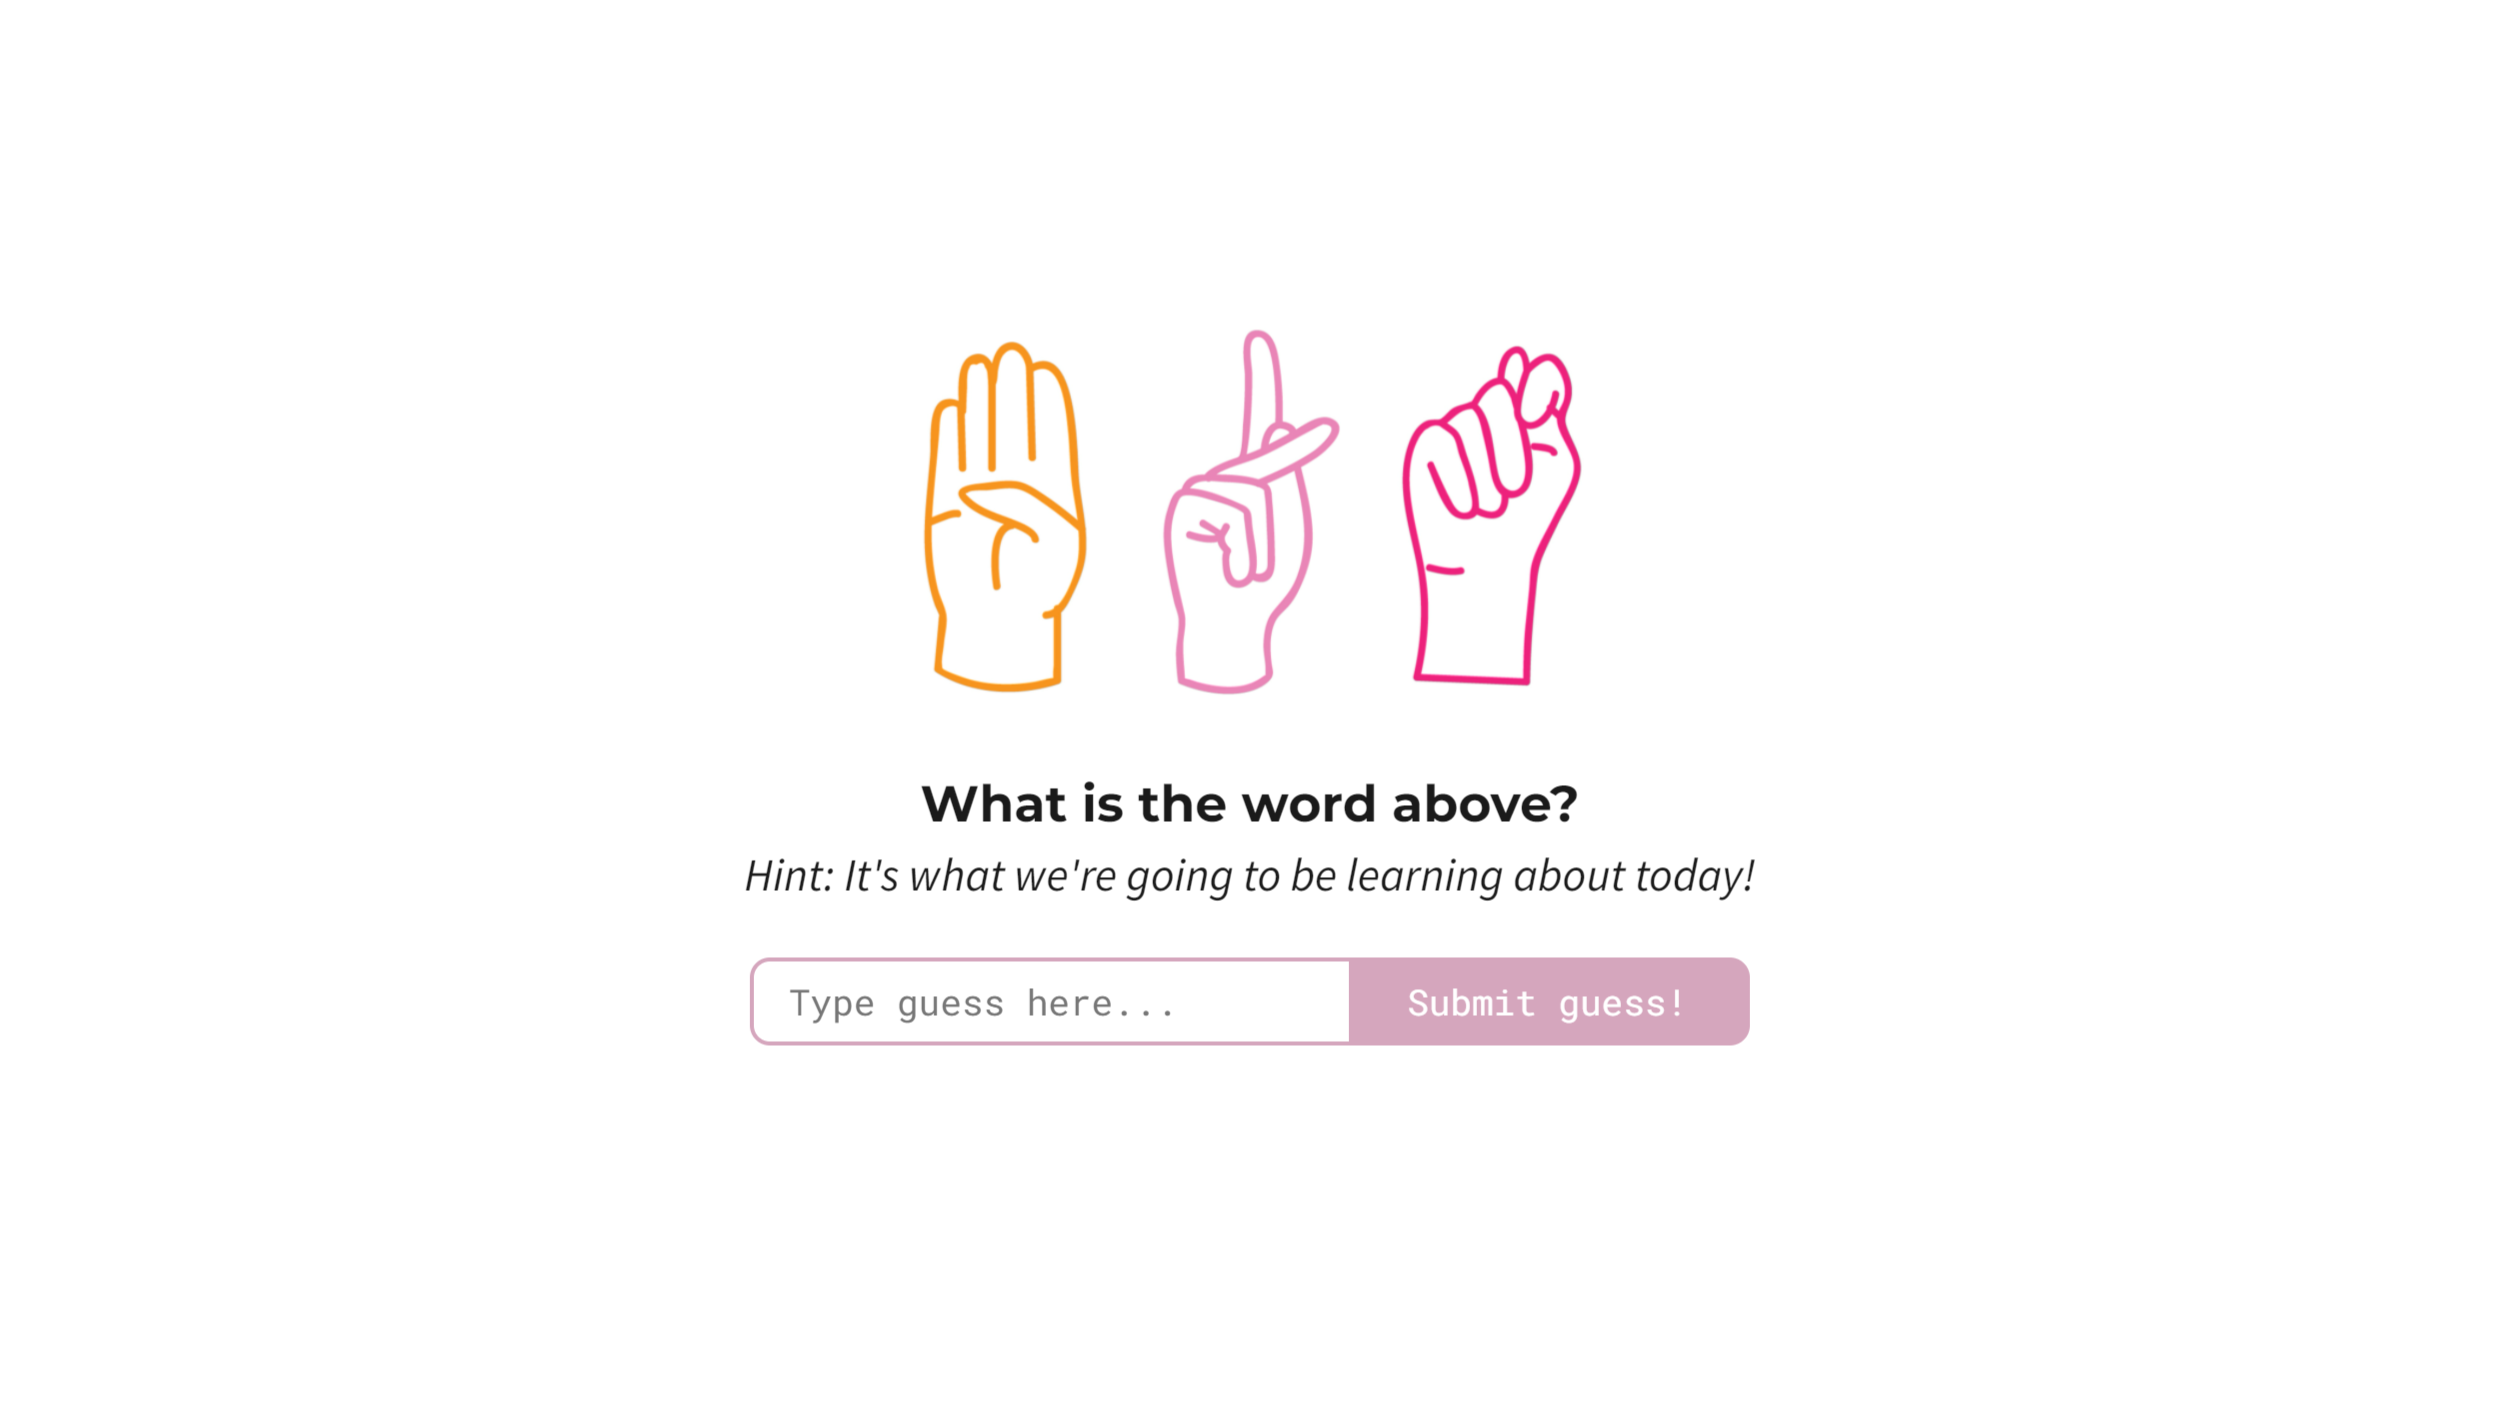 What is the word above?
Hint: It's what we're going to be learning about today!
Type guess here...
Submit guess!